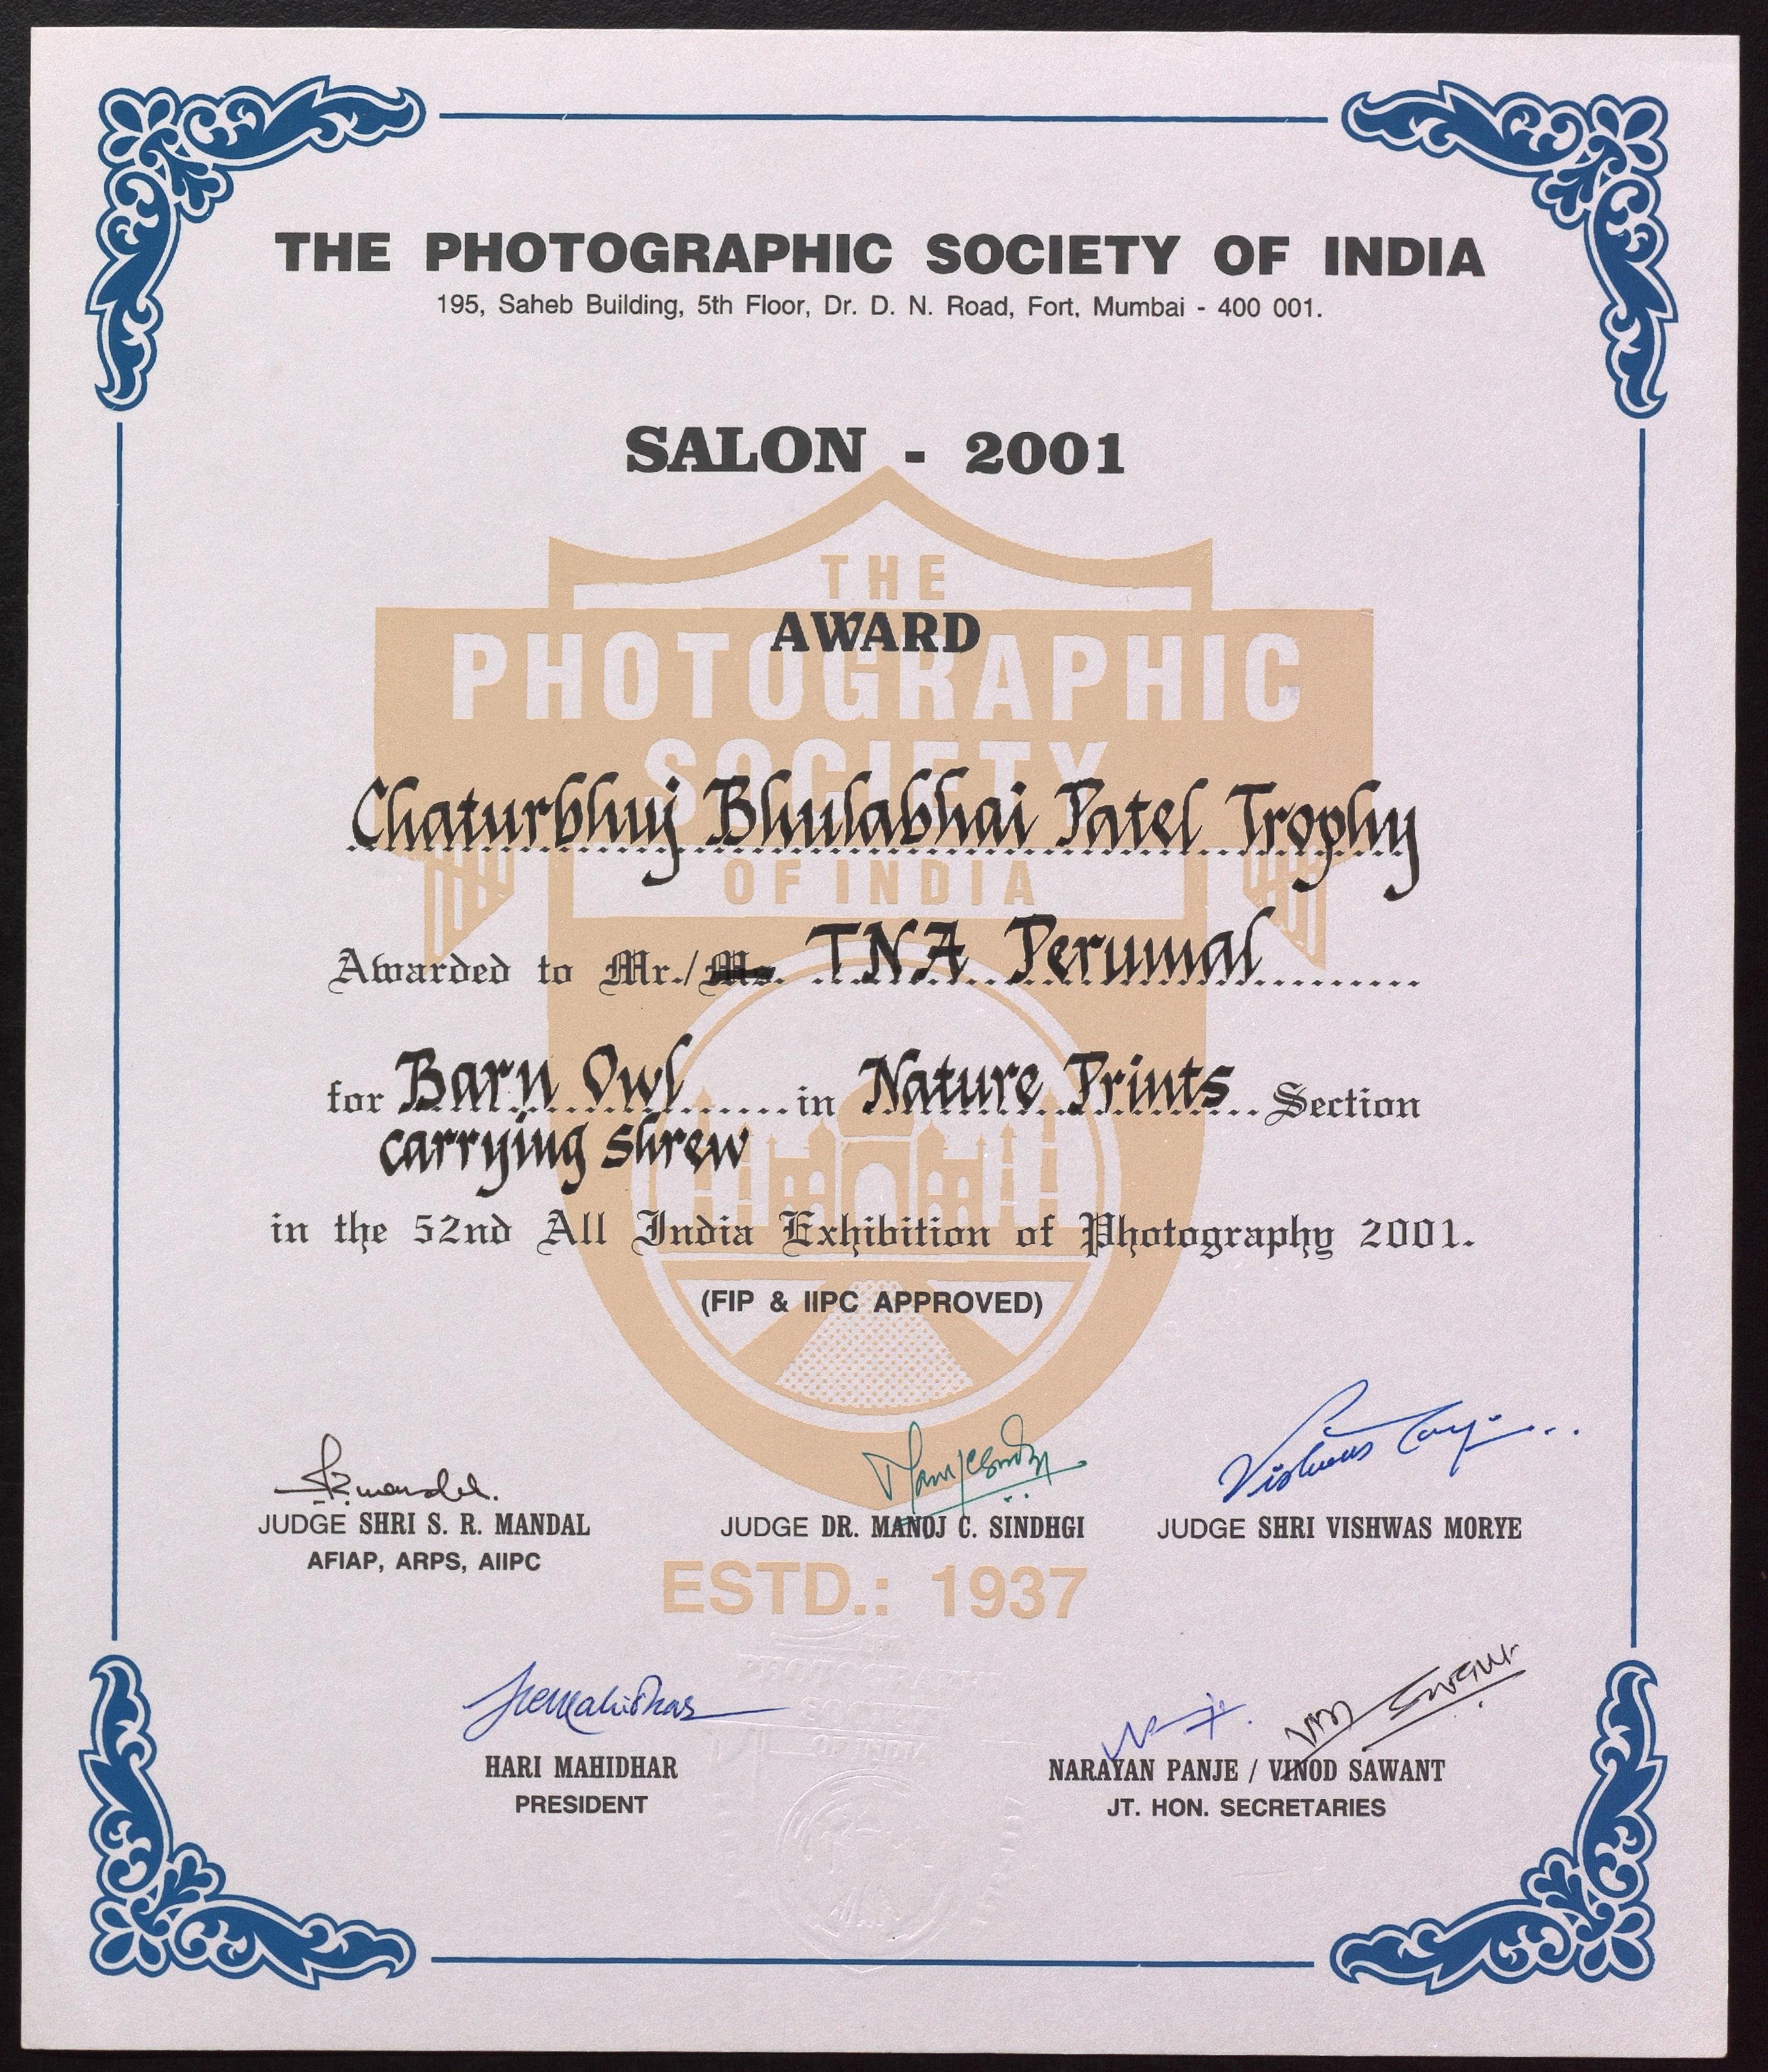 THE PHOTOGRAPHIC SOCIETY OF INDIA
195, Saheb Building, 5th Floor, Dr. D. N. Road, Fort, Mumbai - 400 001.
SALON - 2001
THE
AWARD
PHOTOGRAPHIC
SOCIETY
Chaturbhuj Bhulabhai Patel Trophy
OF INDIA
Awarded to Mr./Ms. TNA Perumal
for Barn Owl in Nature Prints Section
carrying shrew
in the 52nd All India Exhibition of Photography 2001.
(FIP & IIPC APPROVED)
JUDGE SHRI S. R. MANDAL
AFIAP, ARPS, AIIPC
JUDGE DR. MANOJ C. SINDHGI
JUDGE SHRI VISHWAS MORYE
ESTD.: 1937
HARI MAHIDHAR
PRESIDENT
NARAYAN PANJE / VINOD SAWANT
JT. HON. SECRETARIES